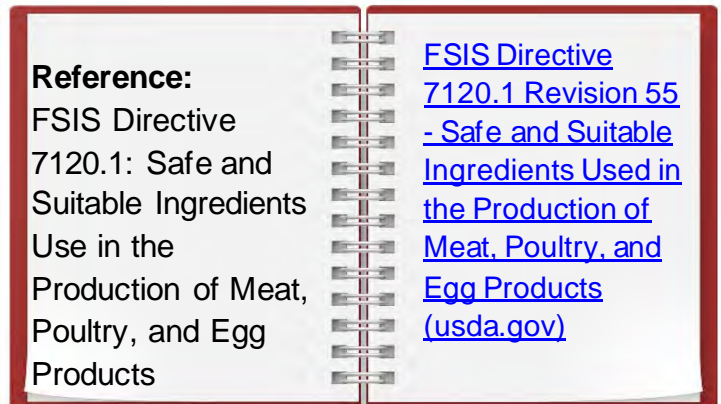 Reference:
FSIS Directive
7120.1: Safe and
Suitable Ingredients
Use in the
Production of Meat,
Poultry, and Egg
Products
FSIS Directive
7120.1 Revision 55
- Safe and Suitable
Ingredients Used in
the Production of
Meat, Poultry, and
Egg Products
(usda.gov)